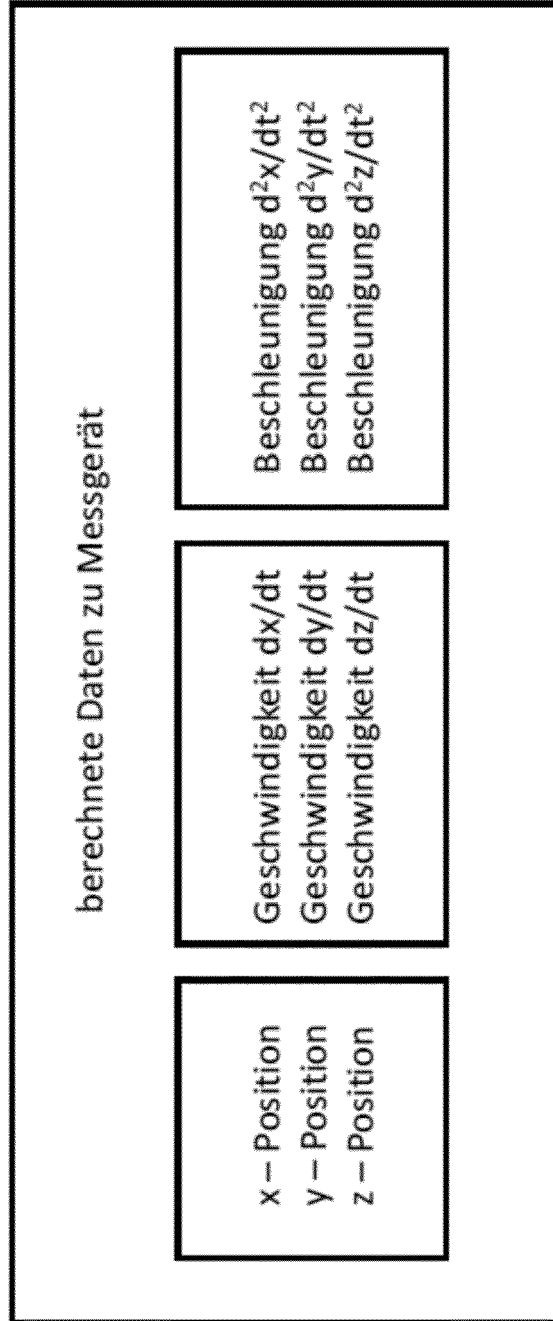 berechnete Daten zu Messgerät
x – Position
y – Position
z – Position
Geschwindigkeit dx/dt
Geschwindigkeit dy/dt
Geschwindigkeit dz/dt
Beschleunigung d²x/dt²
Beschleunigung d²y/dt²
Beschleunigung d²z/dt²